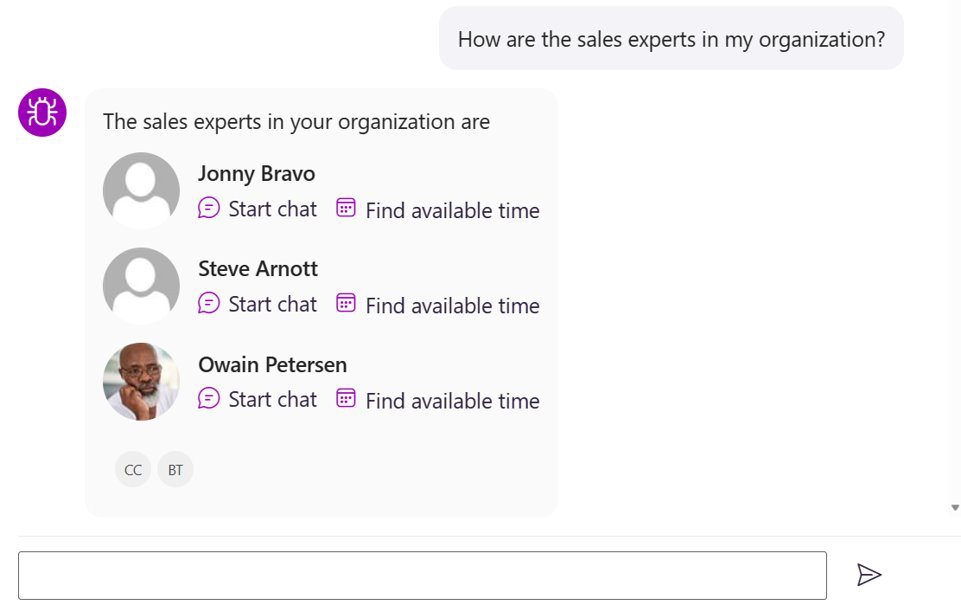 How are the sales experts in my organization?
The sales experts in your organization are
Jonny Bravo
Start chat Find available time
Steve Arnott
Start chat Find available time
Owain Petersen
Start chat Find available time
CC BT